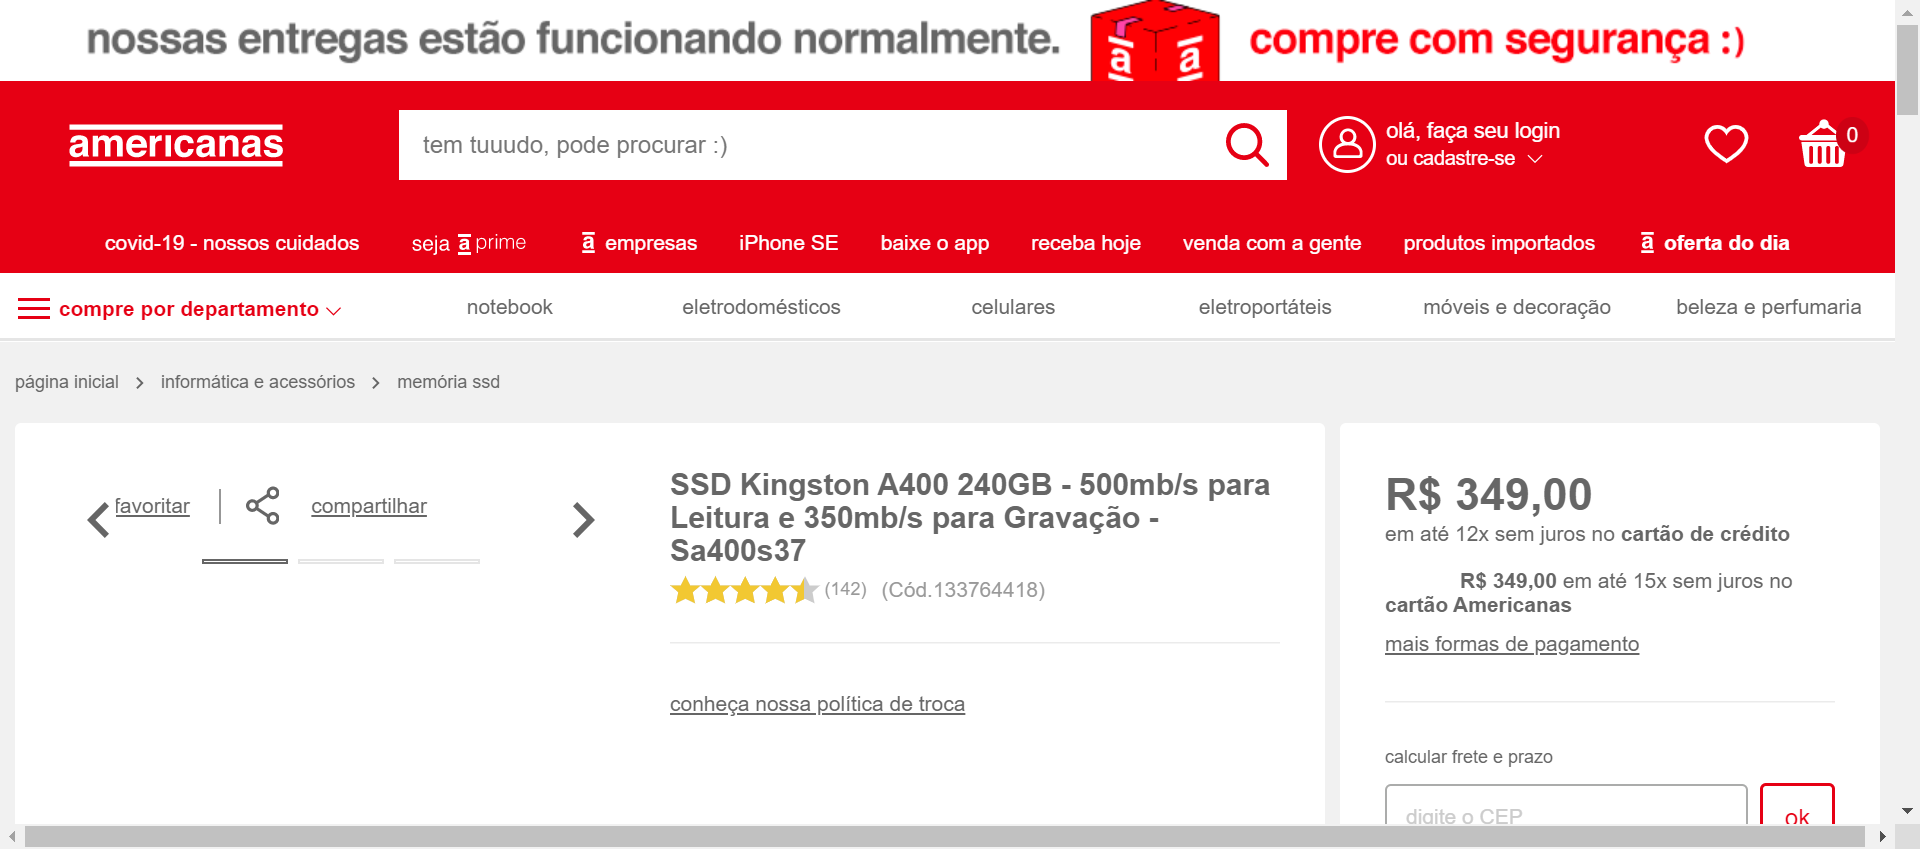 nossas entregas estão funcionando normalmente.
compre com segurança :)
americanas
tem tuuudo, pode procurar :)
olá, faça seu login
ou cadastre-se
0
covid-19 - nossos cuidados
seja a prime
a empresas
iPhone SE
baixe o app
receba hoje
venda com a gente
produtos importados
a oferta do dia
compre por departamento
notebook
eletrodomésticos
celulares
eletroportáteis
móveis e decoração
beleza e perfumaria
página inicial
informática e acessórios
memória ssd
favoritar
compartilhar
SSD Kingston A400 240GB - 500mb/s para
Leitura e 350mb/s para Gravação -
Sa400s37
(142) (Cód.133764418)
conheça nossa política de troca
R$ 349,00
em até 12x sem juros no cartão de crédito
R$ 349,00 em até 15x sem juros no
cartão Americanas
mais formas de pagamento
calcular frete e prazo
digite o CEP
ok